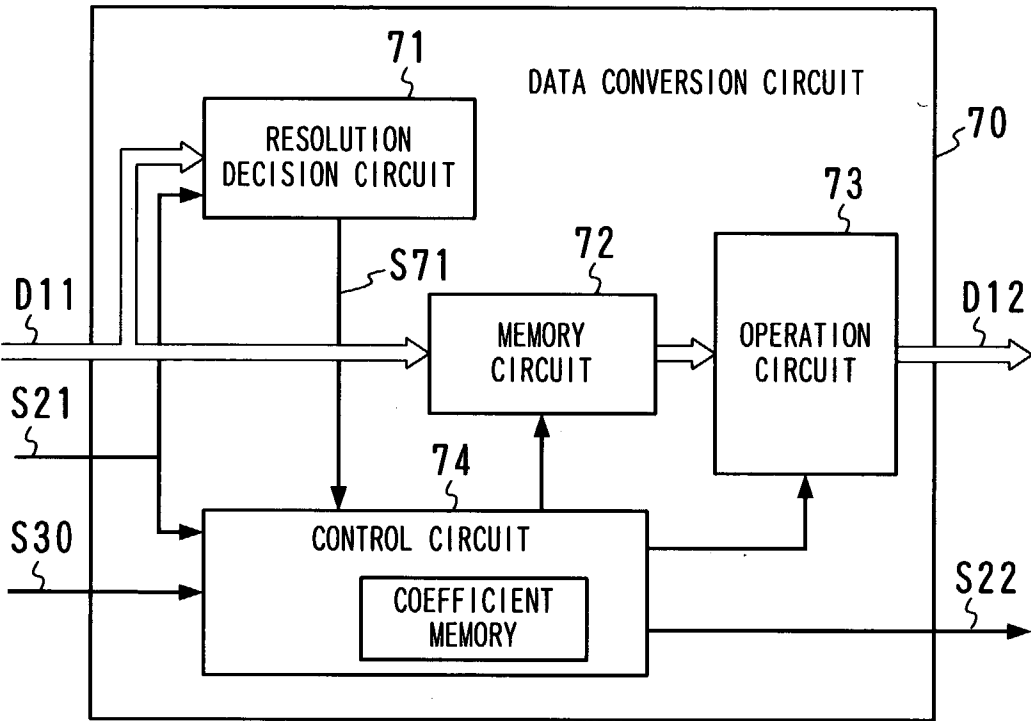 71
DATA CONVERSION CIRCUIT
70
RESOLUTION
DECISION CIRCUIT
73
72
S71
D11
D12
MEMORY
CIRCUIT
OPERATION
CIRCUIT
S21
74
S30
CONTROL CIRCUIT
S22
COEFFICIENT
MEMORY